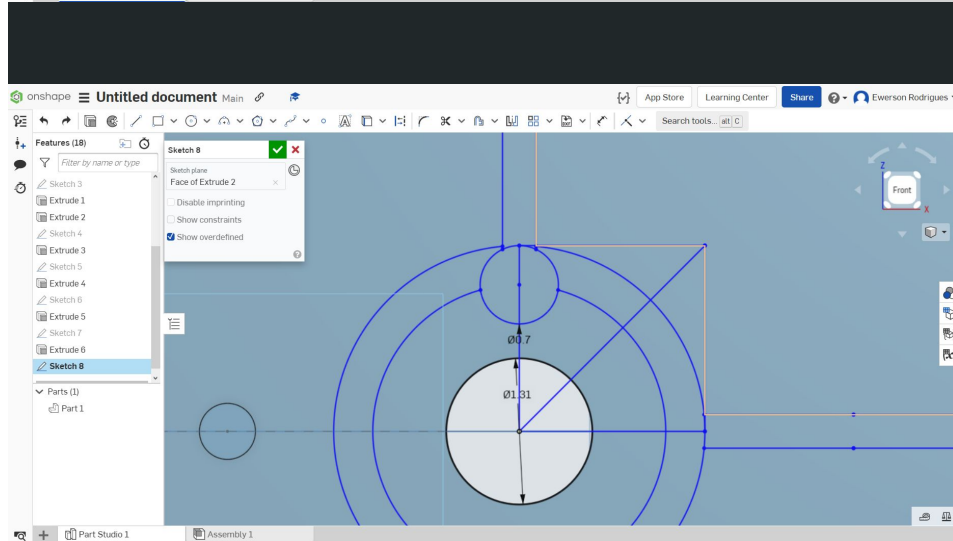 onshape Untitled document Main
App Store
Learning Center
Share
Ewerson Rodrigues
Search tools... alt C
Features (18)
Filter by name or type
Sketch 3
Extrude 1
Extrude 2
Sketch 4
Extrude 3
Sketch 5
Extrude 4
Sketch 6
Extrude 5
Sketch 7
Extrude 6
Sketch 8
Parts (1)
Part 1
Sketch 8
Sketch plane
Face of Extrude 2
Disable imprinting
Show constraints
Show overdefined
Z
Front
X
Ø0.7
Ø1.31
Part Studio 1
Assembly 1